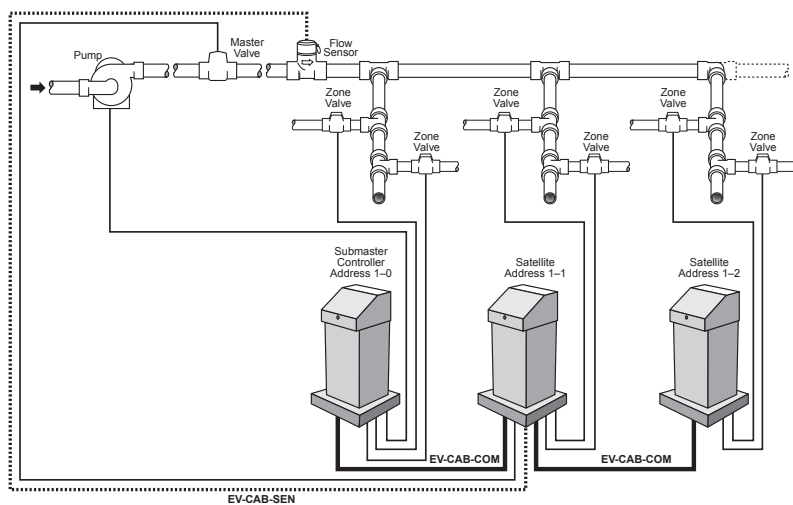 Pump
Master
Valve
Flow
Sensor
Zone
Valve
Zone
Valve
Zone
Valve
Zone
Valve
Zone
Valve
Zone
Valve
Submaster
Controller
Address 1–0
Satellite
Address 1–1
Satellite
Address 1–2
EV-CAB-COM
EV-CAB-COM
EV-CAB-SEN